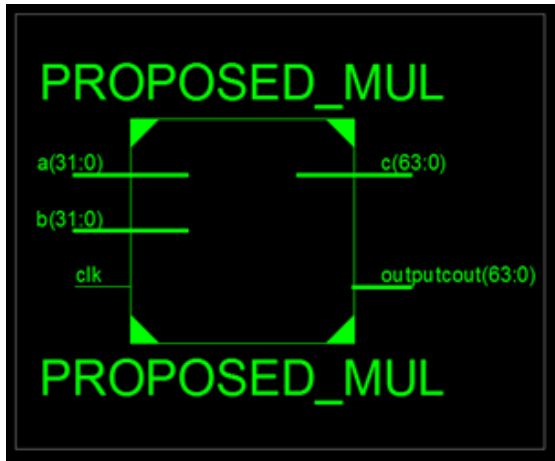 PROPOSED_MUL
a(31:0)
c(63:0)
b(31:0)
clk
outputcout(63:0)
PROPOSED_MUL